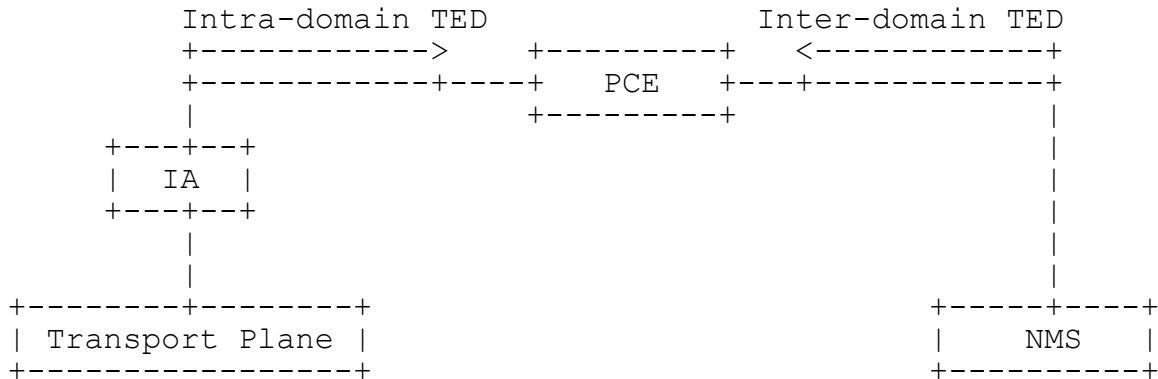 Intra-domain TED Inter-domain TED
PCE
IA
Transport Plane NMS